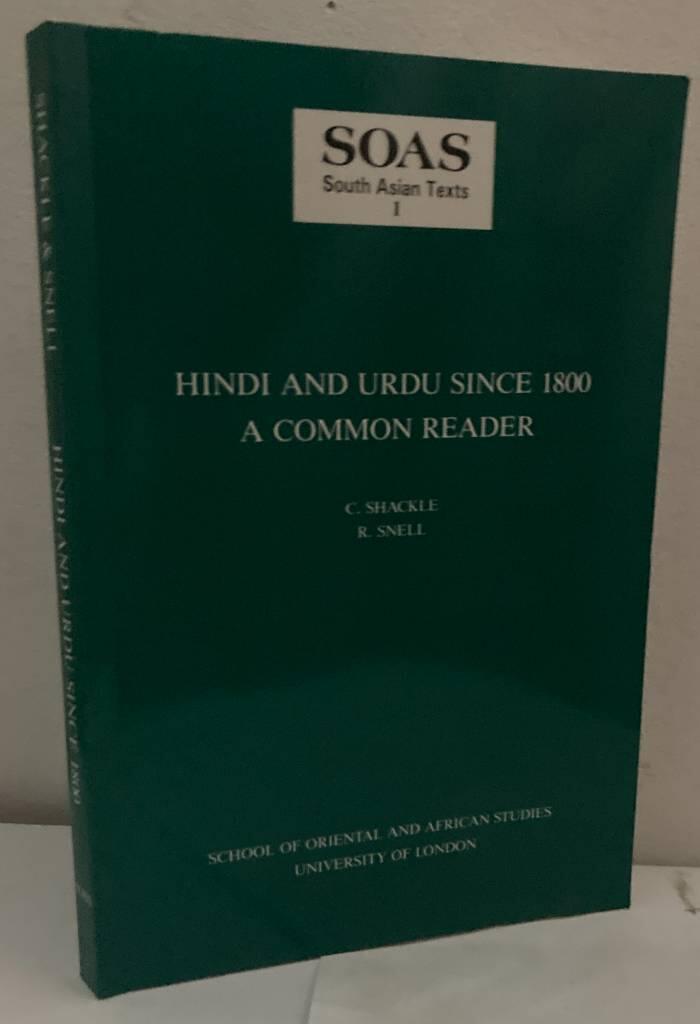 SOAS
South Asian Texts
1
HINDI AND URDU SINCE 1800
A COMMON READER
C. SHACKLE
R. SNELL
SCHOOL OF ORIENTAL AND AFRICAN STUDIES
UNIVERSITY OF LONDON
SHACKLE & SNELL
HINDI AND URDU SINCE 1800